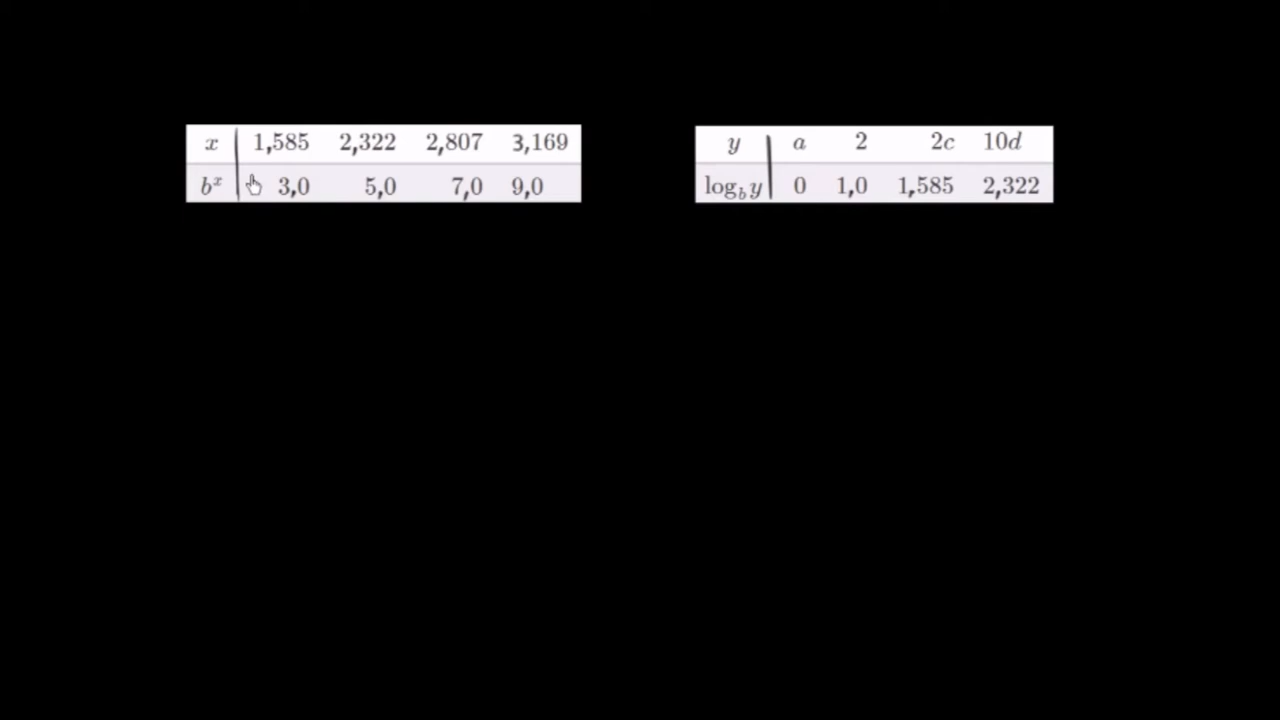 x 1,585 2,322 2,807 3,169
b^x 3,0 5,0 7,0 9,0
y a 2 2c 10d
log_b y 0 1,0 1,585 2,322